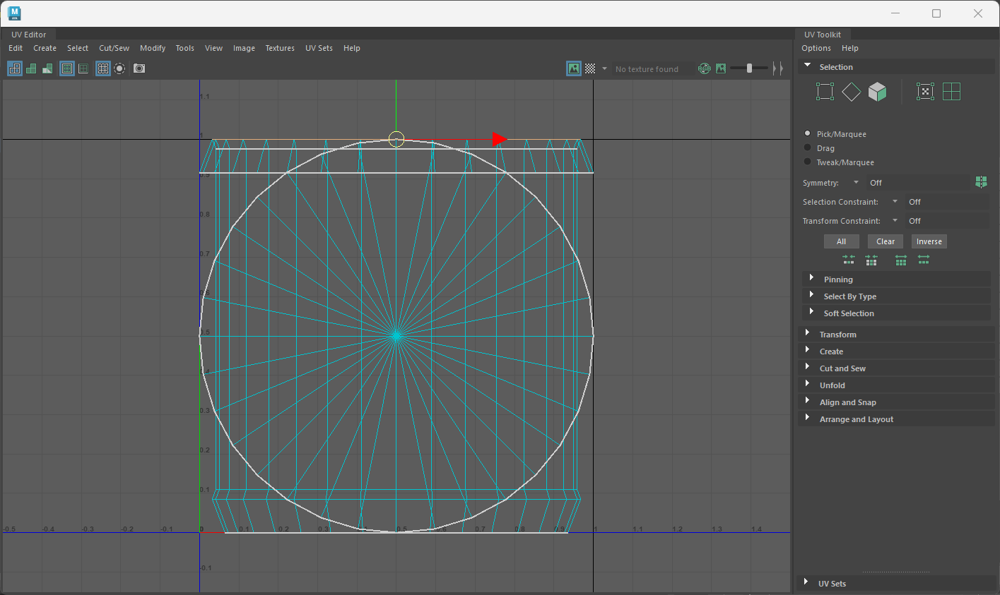 M
UV Editor
UV Toolkit
Edit Create Select Cut/Sew Modify Tools View Image Textures UV Sets Help
Options Help
No texture found
RGB
Selection
Pick/Marquee
Drag
Tweak/Marquee
Symmetry: Off
Selection Constraint: Off
Transform Constraint: Off
All Clear Inverse
Pinning
Select By Type
Soft Selection
Transform
Create
Cut and Sew
Unfold
Align and Snap
Arrange and Layout
UV Sets
1.1
1
0.8
0.7
0.5
0.3
0.2
0.1
-0.5 -0.4 -0.3 -0.2 -0.1 0 0.1 0.2 0.3 0.4 0.5 0.6 0.7 0.8 0.9 1 1.1 1.2 1.3 1.4
-0.1